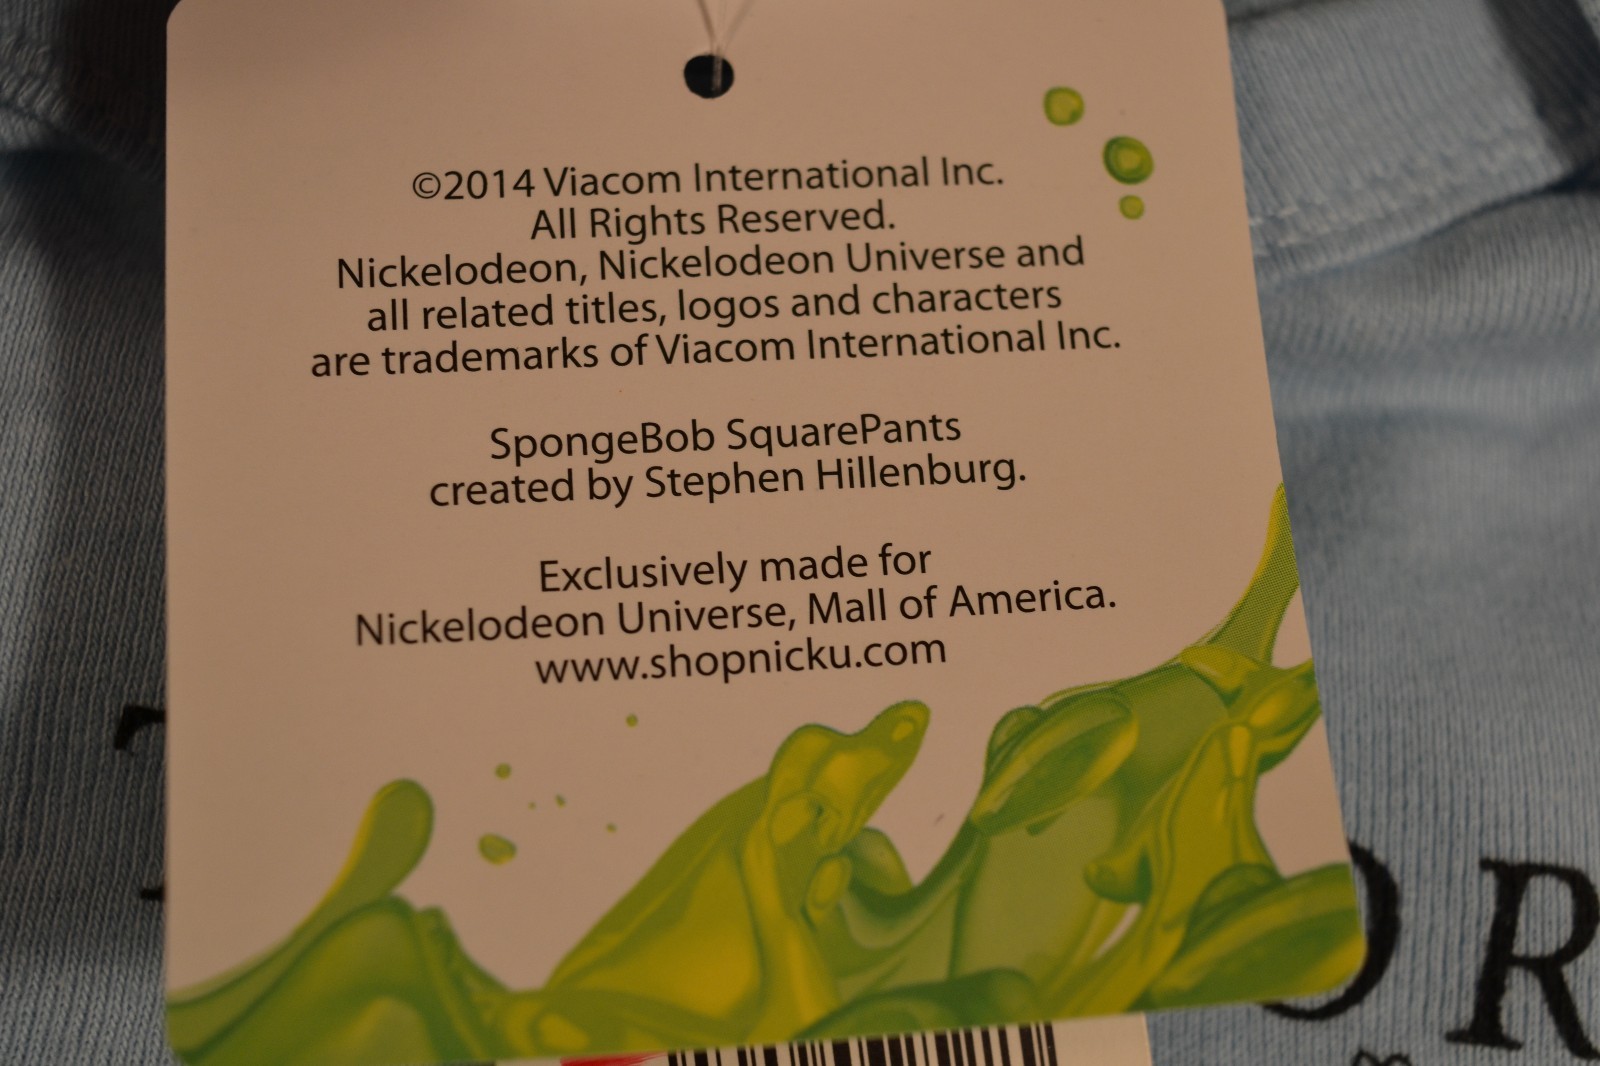 ©2014 Viacom International Inc.
All Rights Reserved.
Nickelodeon, Nickelodeon Universe and
all related titles, logos and characters
are trademarks of Viacom International Inc.
SpongeBob SquarePants
created by Stephen Hillenburg.
Exclusively made for
Nickelodeon Universe, Mall of America.
www.shopnicku.com
OR